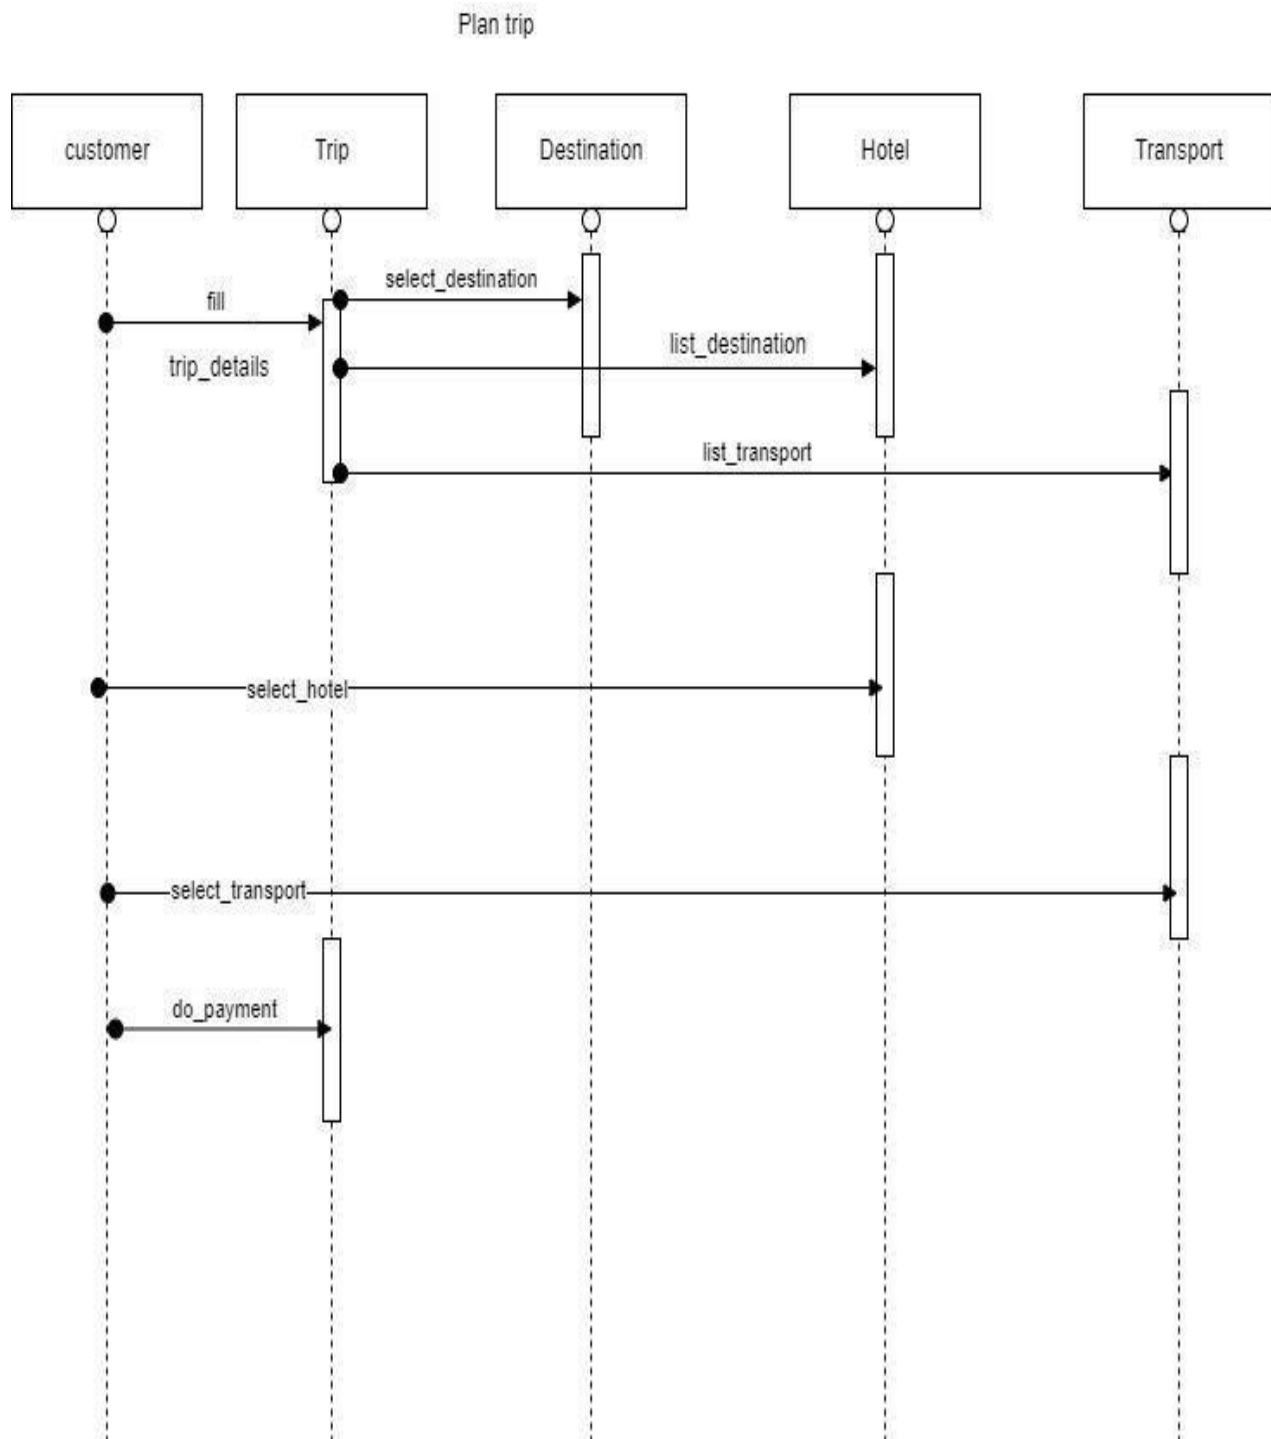 Plan trip
customer
Trip
Destination
Hotel
Transport
select_destination
fill
trip_details
list_destination
list_transport
select_hotel
select_transport
do_payment